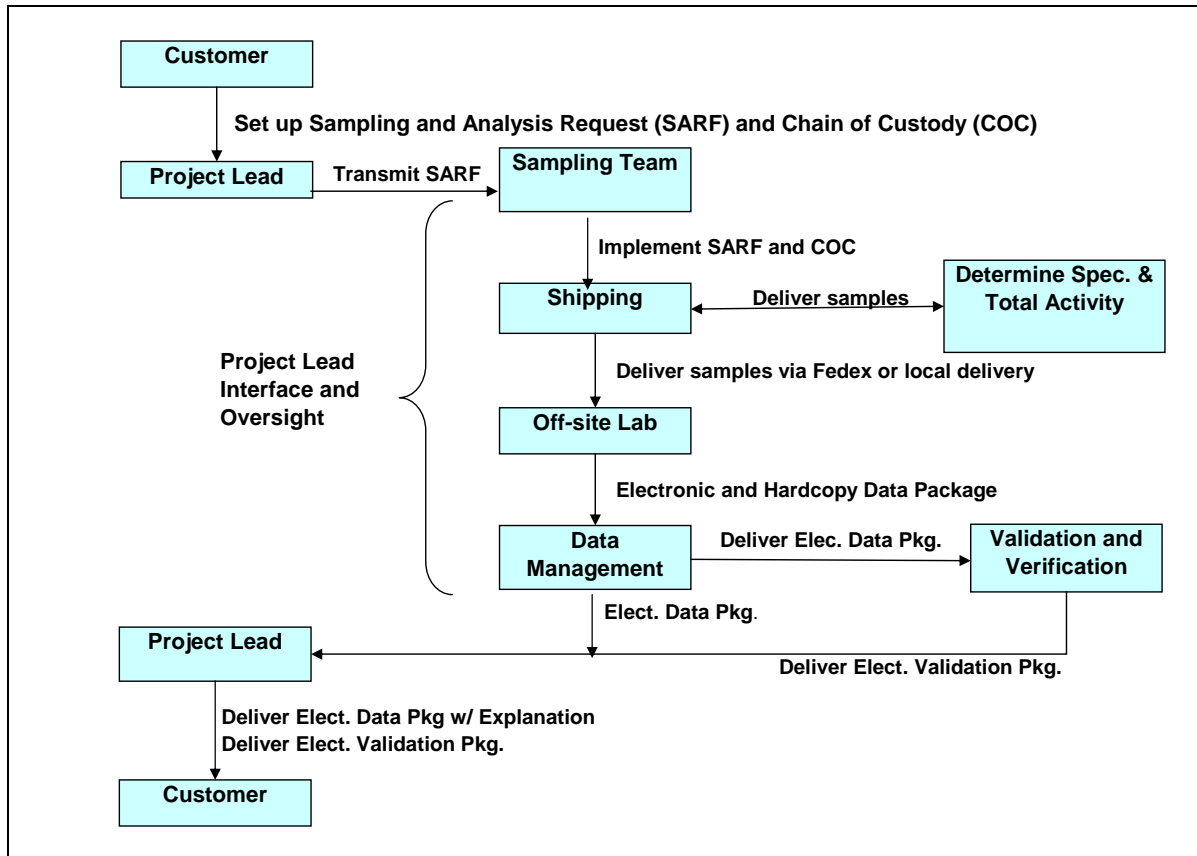 Customer
Set up Sampling and Analysis Request (SARF) and Chain of Custody (COC)
Project Lead
Transmit SARF
Sampling Team
Implement SARF and COC
Shipping
Deliver samples
Determine Spec. &
Total Activity
Project Lead
Interface and
Oversight
Deliver samples via Fedex or local delivery
Off-site Lab
Electronic and Hardcopy Data Package
Data
Management
Deliver Elec. Data Pkg.
Validation and
Verification
Elect. Data Pkg.
Project Lead
Deliver Elect. Validation Pkg.
Deliver Elect. Data Pkg w/ Explanation
Deliver Elect. Validation Pkg.
Customer